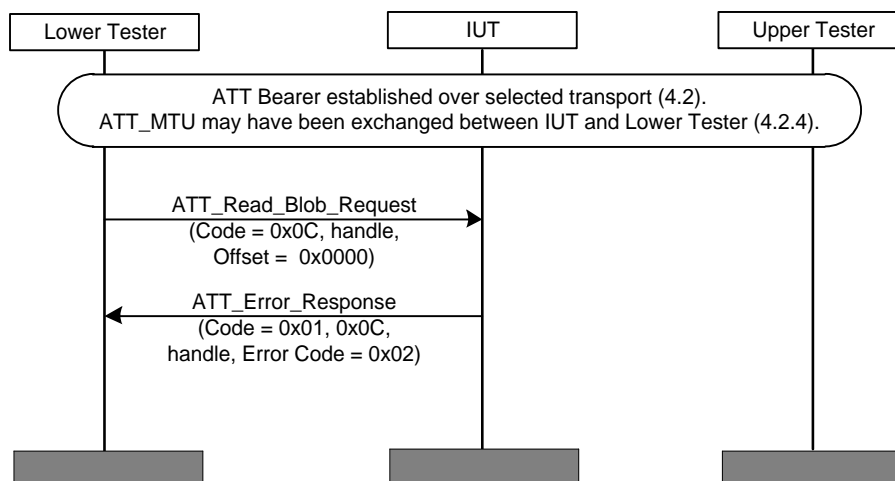 Lower Tester
IUT
Upper Tester
ATT Bearer established over selected transport (4.2).
ATT_MTU may have been exchanged between IUT and Lower Tester (4.2.4).
ATT_Read_Blob_Request
(Code = 0x0C, handle,
Offset = 0x0000)
ATT_Error_Response
(Code = 0x01, 0x0C,
handle, Error Code = 0x02)